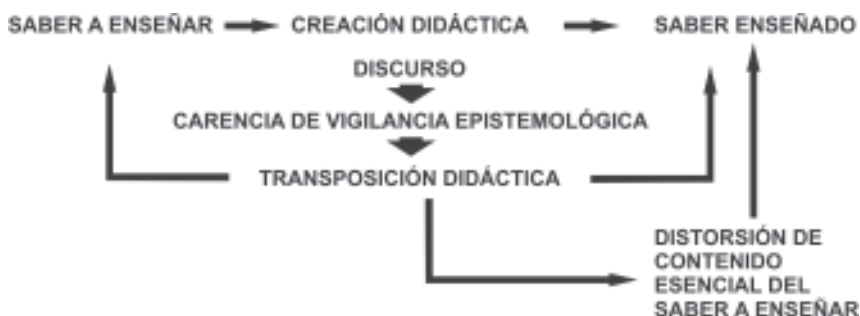 SABER A ENSEÑAR CREACIÓN DIDÁCTICA SABER ENSEÑADO
DISCURSO
CARENCIA DE VIGILANCIA EPISTEMOLÓGICA
TRANSPOSICIÓN DIDÁCTICA
DISTORSIÓN DE
CONTENIDO
ESENCIAL DEL
SABER A ENSEÑAR